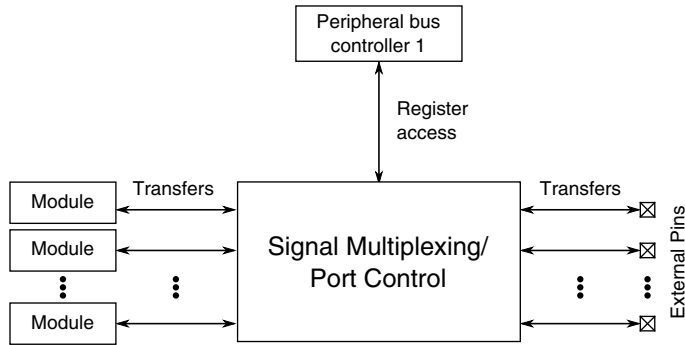 Peripheral bus
controller 1
Register
access
Module
Transfers
Transfers
Module
Signal Multiplexing/
Port Control
Module
External Pins